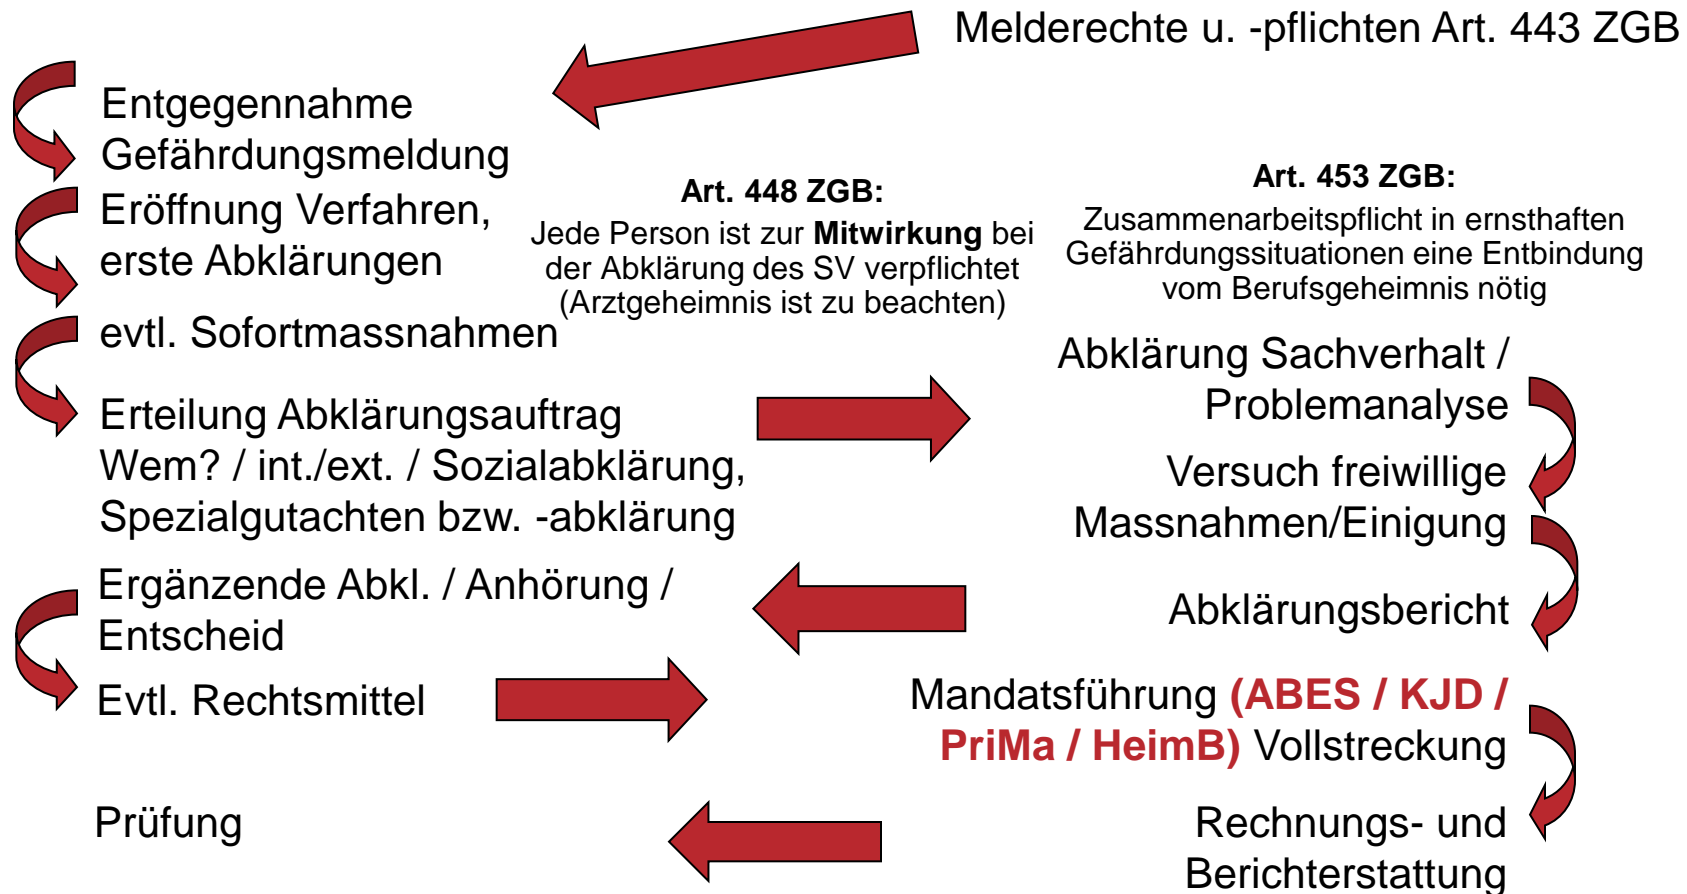 Melderechte u. -pflichten Art. 443 ZGB
Entgegennahme
Gefährdungsmeldung
Eröffnung Verfahren,
erste Abklärungen
Art. 448 ZGB:
Jede Person ist zur Mitwirkung bei
der Abklärung des SV verpflichtet
(Arztgeheimnis ist zu beachten)
Art. 453 ZGB:
Zusammenarbeitspflicht in ernsthaften
Gefährdungssituationen eine Entbindung
vom Berufsgeheimnis nötig
evtl. Sofortmassnahmen
Erteilung Abklärungsauftrag
Wem? / int./ext. / Sozialabklärung,
Spezialgutachten bzw. -abklärung
Abklärung Sachverhalt /
Problemanalyse
Versuch freiwillige
Massnahmen/Einigung
Abklärungsbericht
Ergänzende Abkl. / Anhörung /
Entscheid
Evtl. Rechtsmittel
Mandatsführung (ABES / KJD /
PriMa / HeimB) Vollstreckung
Rechnungs- und
Berichterstattung
Prüfung